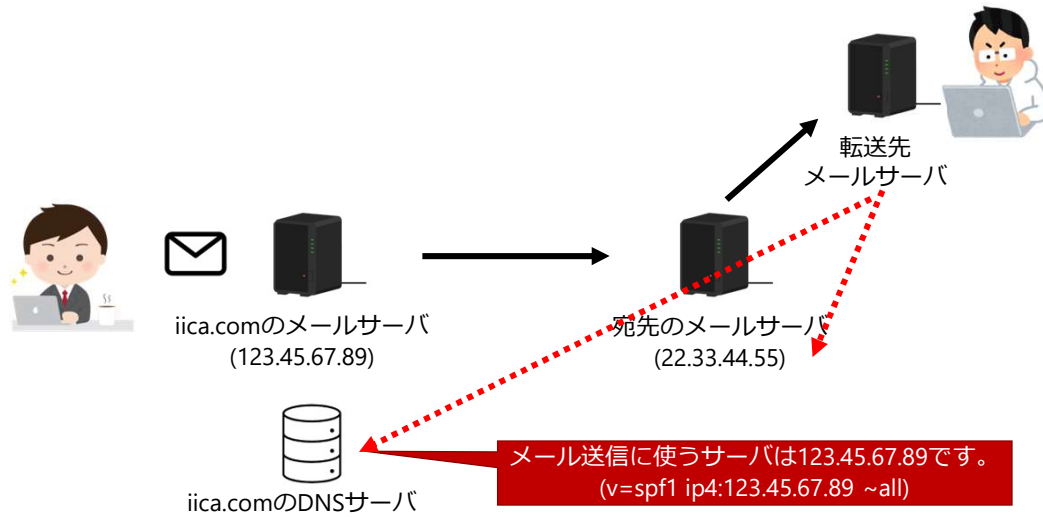 転送先
メールサーバ
iica.comのメールサーバ
(123.45.67.89)
宛先のメールサーバ
(22.33.44.55)
メール送信に使うサーバは123.45.67.89です。
(v=spf1 ip4:123.45.67.89 ~all)
iica.comのDNSサーバ